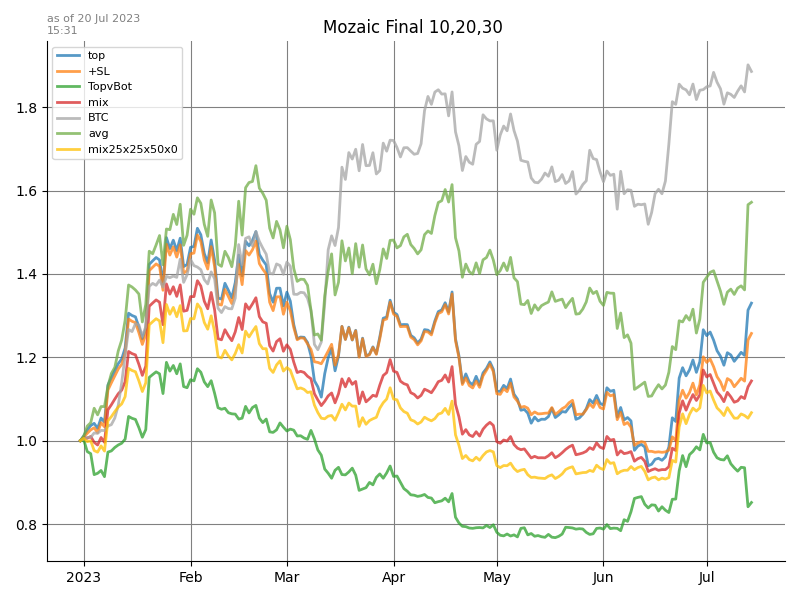 as of 20 Jul 2023
15:31
Mozaic Final 10,20,30
top
+SL
TopvBot
mix
BTC
avg
mix25x25x50x0
1.8
1.6
1.4
1.2
1.0
0.8
2023 Feb Mar Apr May Jun Jul